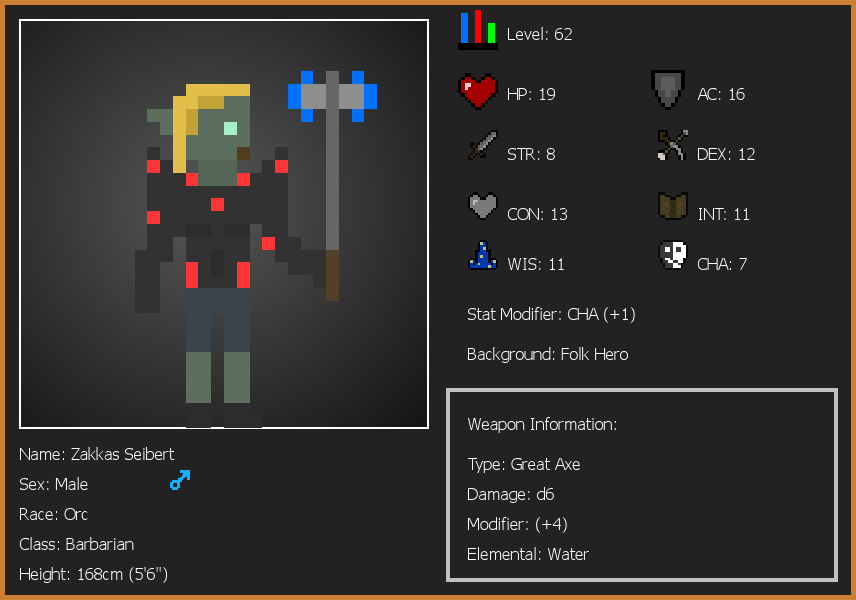 Level: 62
HP: 19
AC: 16
STR: 8
DEX: 12
CON: 13
INT: 11
WIS: 11
CHA: 7
Stat Modifier: CHA (+1)
Background: Folk Hero
Weapon Information:
Type: Great Axe
Damage: d6
Modifier: (+4)
Elemental: Water
Name: Zakkas Seibert
Sex: Male
Race: Orc
Class: Barbarian
Height: 168cm (5'6")